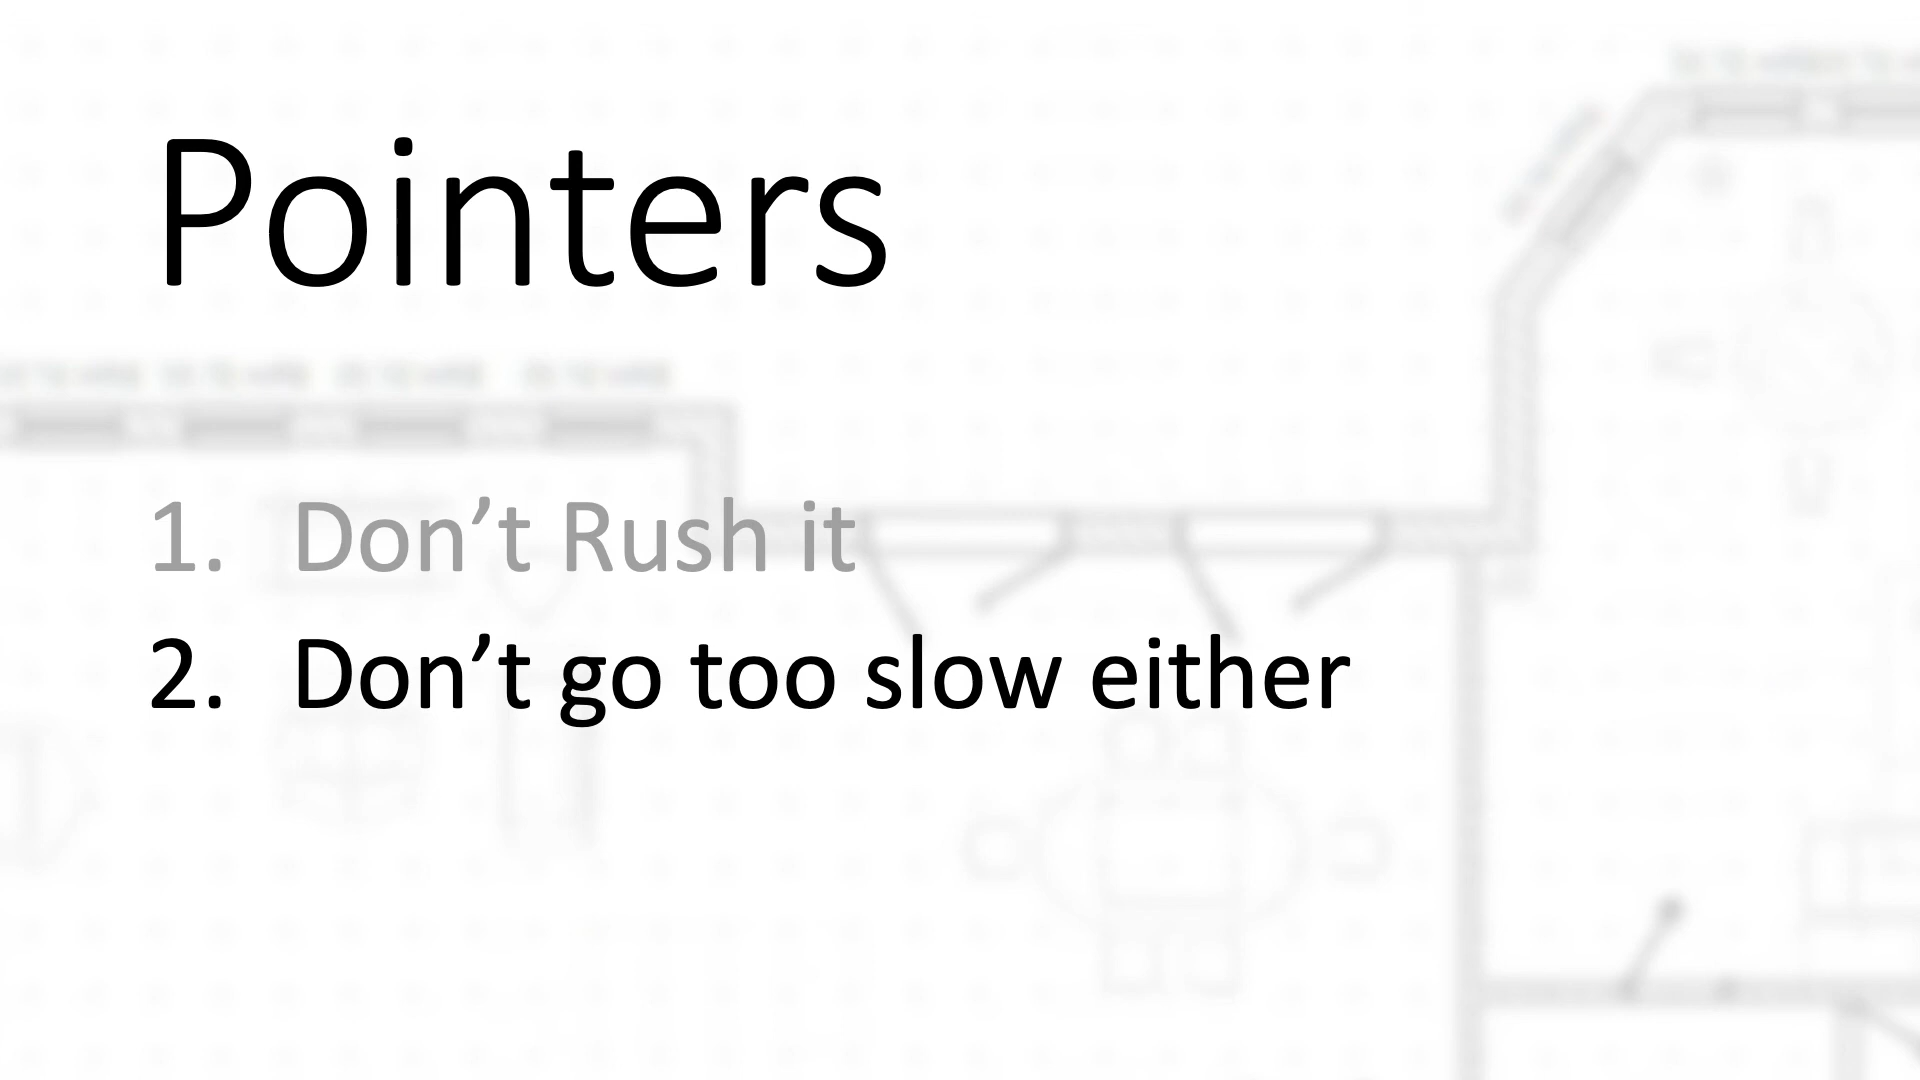 Pointers
1. Don’t Rush it
2. Don’t go too slow either